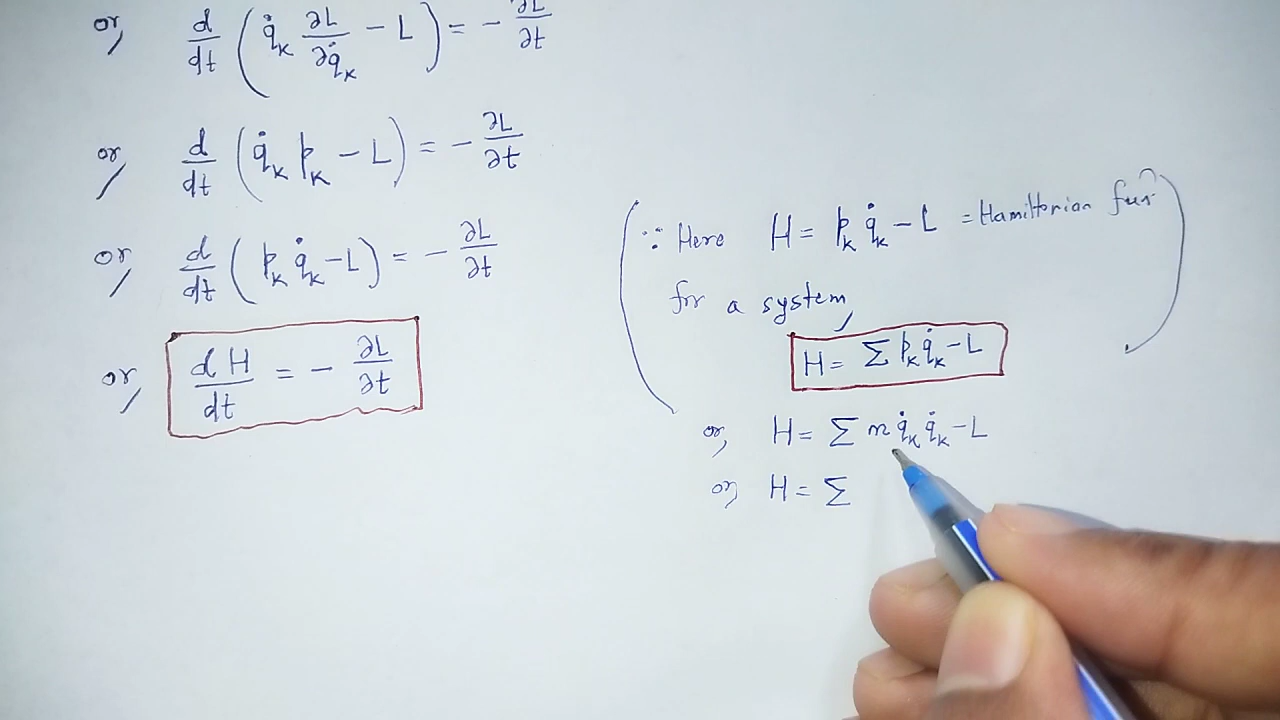 or, d/dt (q̇ₖ ∂L/∂q̇ₖ − L) = − ∂L/∂t
or, d/dt (q̇ₖ pₖ − L) = − ∂L/∂t
or, d/dt (pₖ q̇ₖ − L) = − ∂L/∂t
or, dH/dt = − ∂L/∂t
(∵ Here H = pₖ q̇ₖ − L = Hamiltonian funⁿ
for a system,
H = Σ pₖ q̇ₖ − L )
or, H = Σ m q̇ₖ q̇ₖ − L
or, H = Σ